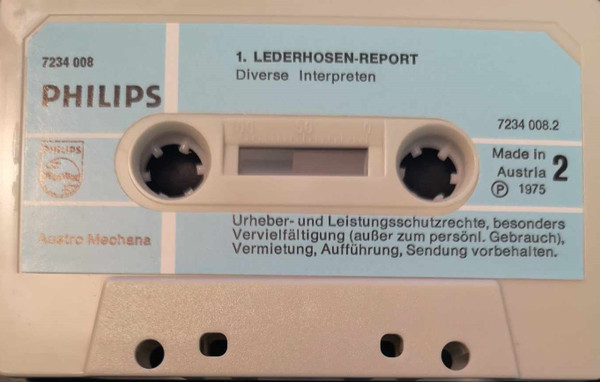 7234 008
PHILIPS
1. LEDERHOSEN-REPORT
Diverse Interpreten
7234 008.2
PHILIPS
Made in
Austria
Ⓟ 1975
2
Austro Mechana
Urheber- und Leistungsschutzrechte, besonders
Vervielfältigung (außer zum persönl. Gebrauch),
Vermietung, Aufführung, Sendung vorbehalten.